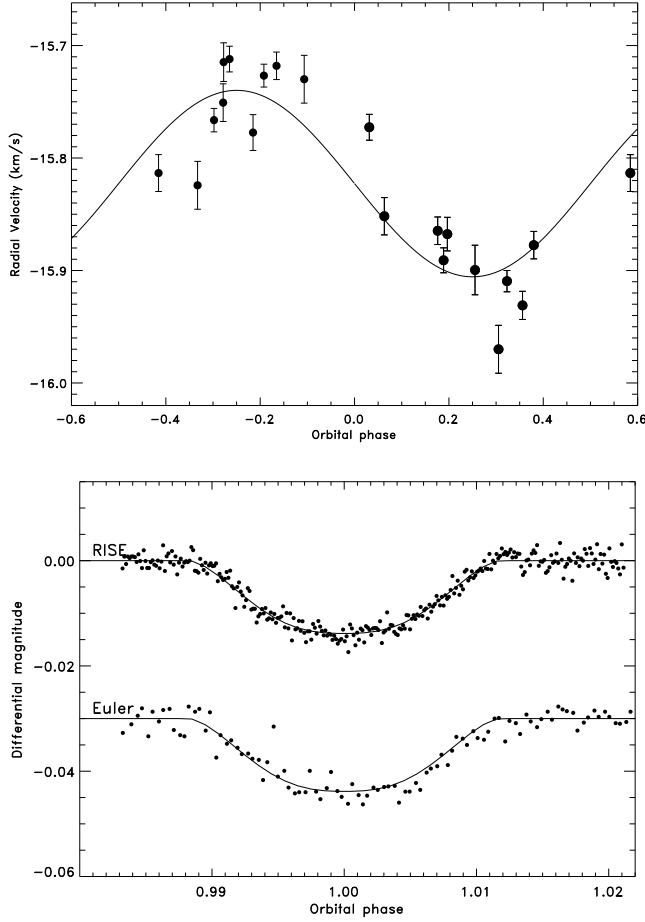 -15.7
-15.8
-15.9
-16.0
Radial Velocity (km/s)
-0.6 -0.4 -0.2 0.0 0.2 0.4 0.6
Orbital phase
RISE
0.00
-0.02
Euler
-0.04
-0.06
Differential magnitude
0.99 1.00 1.01 1.02
Orbital phase